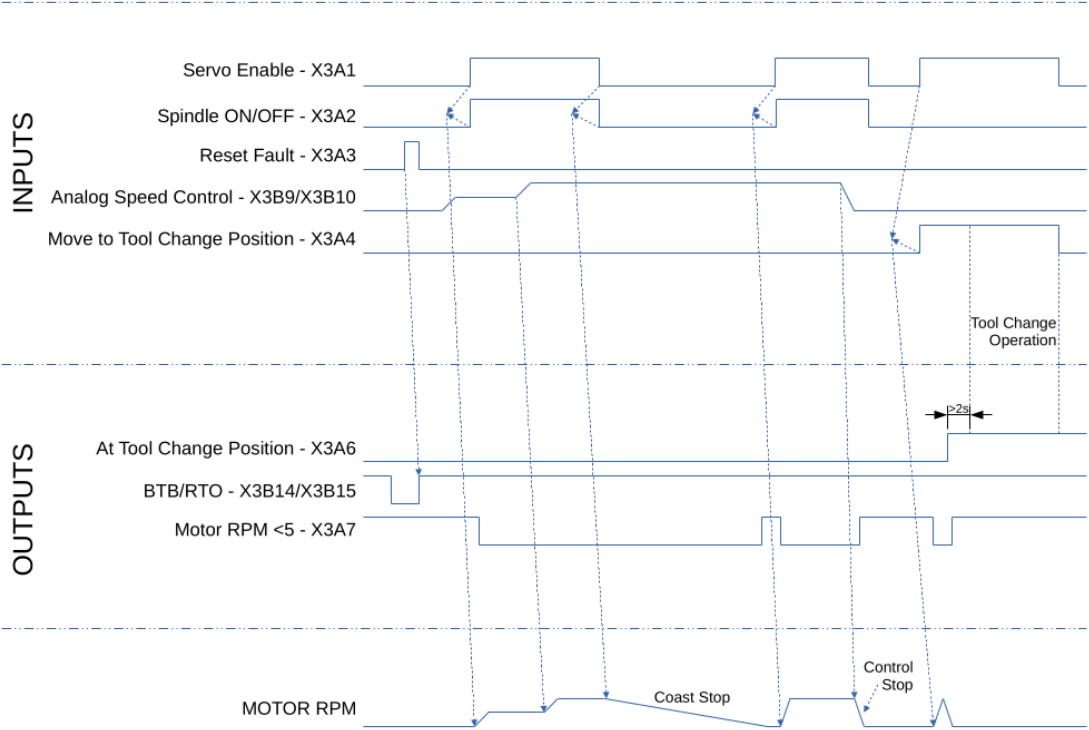 INPUTS
Servo Enable - X3A1
Spindle ON/OFF - X3A2
Reset Fault - X3A3
Analog Speed Control - X3B9/X3B10
Move to Tool Change Position - X3A4
Tool Change
Operation
OUTPUTS
>2s
At Tool Change Position - X3A6
BTB/RTO - X3B14/X3B15
Motor RPM <5 - X3A7
MOTOR RPM
Coast Stop
Control
Stop